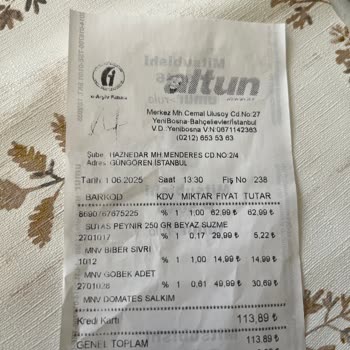 altun
Merkez Mh.Cemal Ulusoy Cd.No:27
YeniBosna-Bahçelievler/İstanbul
V.D.:Yenibosna V.N:0671142363
(0212) 653 53 63
Şube: HAZNEDAR MH.MENDERES CD.NO:2/4
Adres: GÜNGÖREN.İSTANBUL
Tarih:1.06.2025 Saat 13:30 Fiş No :238
BARKOD KDV MİKTAR FİYAT TUTAR
8690767675225 % 1 1,00 62,99 ₺ 62,99 ₺
SÜTAŞ PEYNİR 250 GR BEYAZ SÜZME
2701017 % 1 0,17 29,99 ₺ 5,22 ₺
MNV BİBER SİVRİ
1012 % 1 1,00 14,99 ₺ 14,99 ₺
MNV GÖBEK ADET
2701028 % 1 0,61 49,99 ₺ 30,69 ₺
MNV DOMATES SALKIM
Kredi Kartı 113,89 ₺
GENEL TOPLAM 113,89 ₺